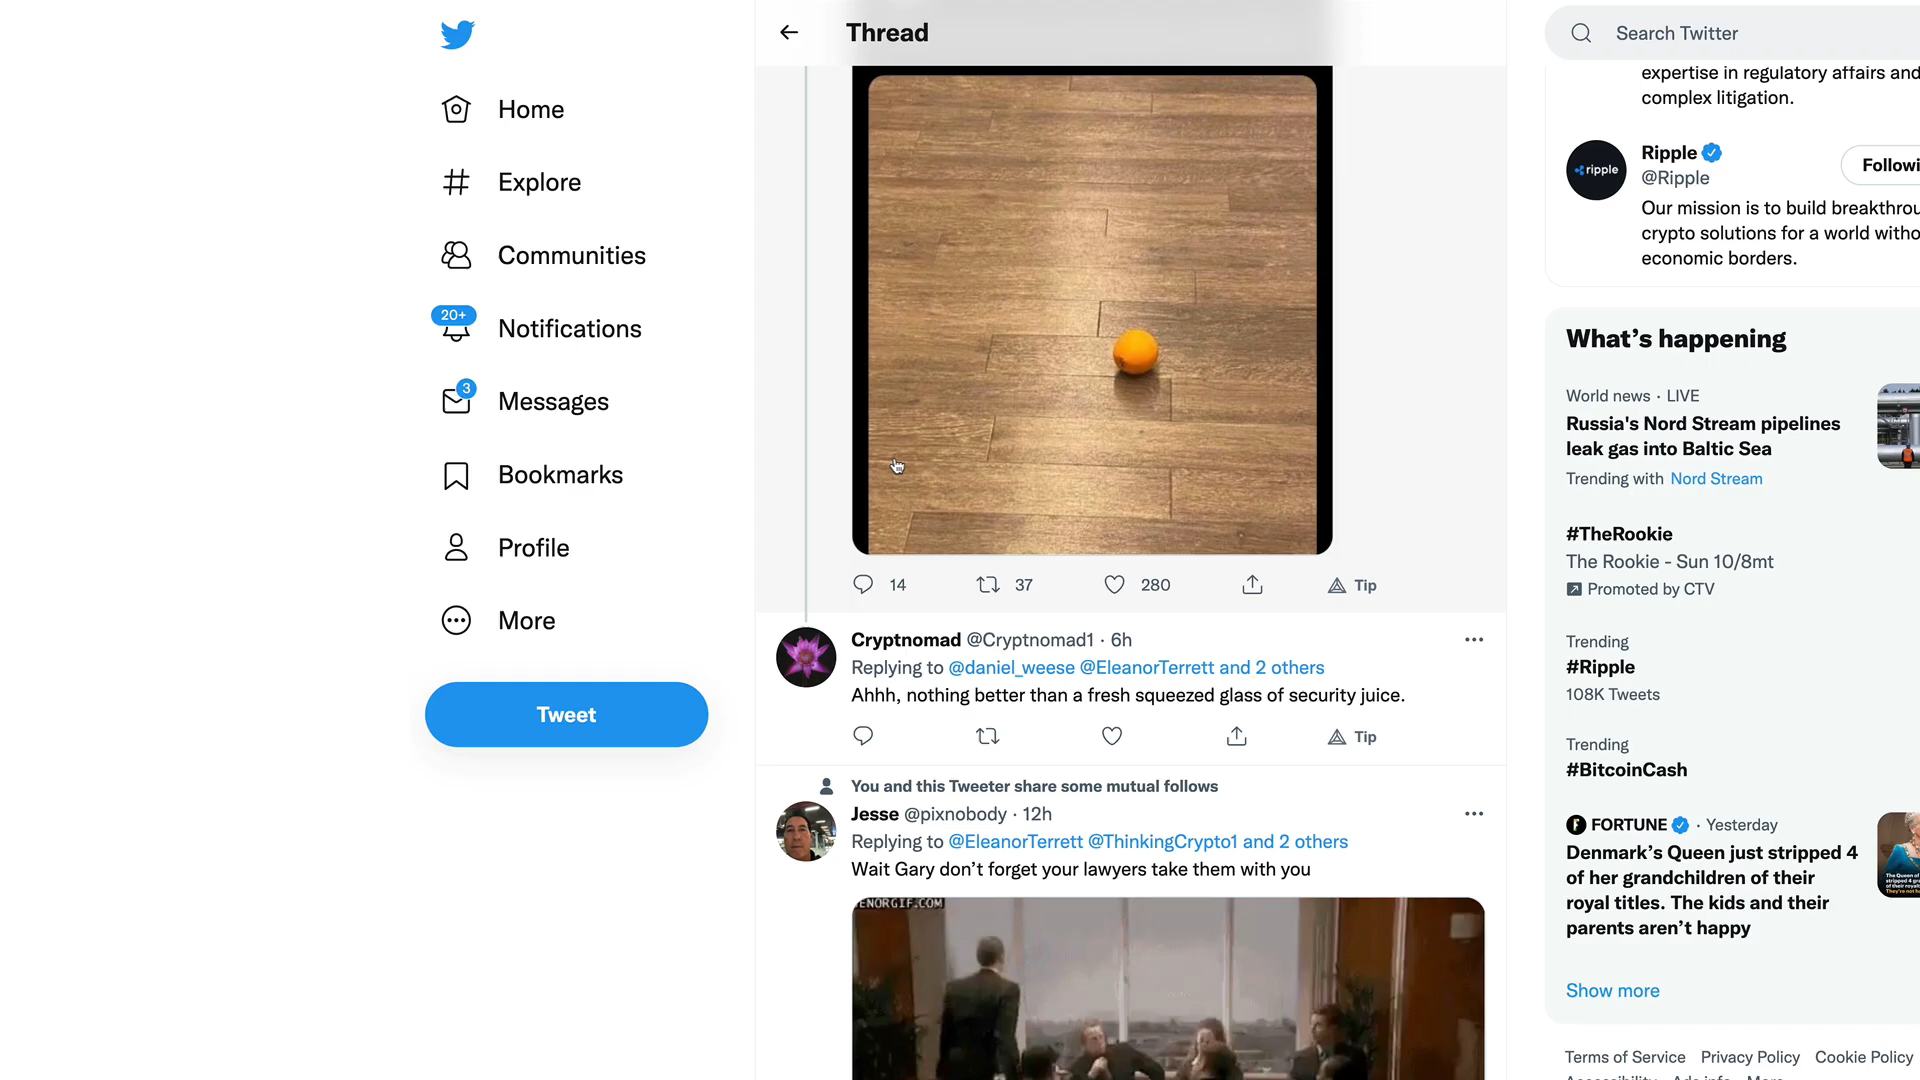 Home
Explore
Communities
20+
Notifications
3
Messages
Bookmarks
Profile
More
Tweet
Thread
14
37
280
Tip
Cryptnomad @Cryptnomad1 · 6h
Replying to @daniel_weese @EleanorTerrett and 2 others
Ahhh, nothing better than a fresh squeezed glass of security juice.
Tip
You and this Tweeter share some mutual follows
Jesse @pixnobody · 12h
Replying to @EleanorTerrett @ThinkingCrypto1 and 2 others
Wait Gary don’t forget your lawyers take them with you
ENORGIF.COM
Search Twitter
expertise in regulatory affairs and
complex litigation.
ripple
Ripple
@Ripple
Followi
Our mission is to build breakthrou
crypto solutions for a world witho
economic borders.
What’s happening
World news · LIVE
Russia's Nord Stream pipelines
leak gas into Baltic Sea
Trending with Nord Stream
#TheRookie
The Rookie - Sun 10/8mt
Promoted by CTV
Trending
#Ripple
108K Tweets
Trending
#BitcoinCash
FORTUNE · Yesterday
Denmark’s Queen just stripped 4
of her grandchildren of their
royal titles. The kids and their
parents aren’t happy
Show more
Terms of Service Privacy Policy Cookie Policy
Accessibility Ads info More